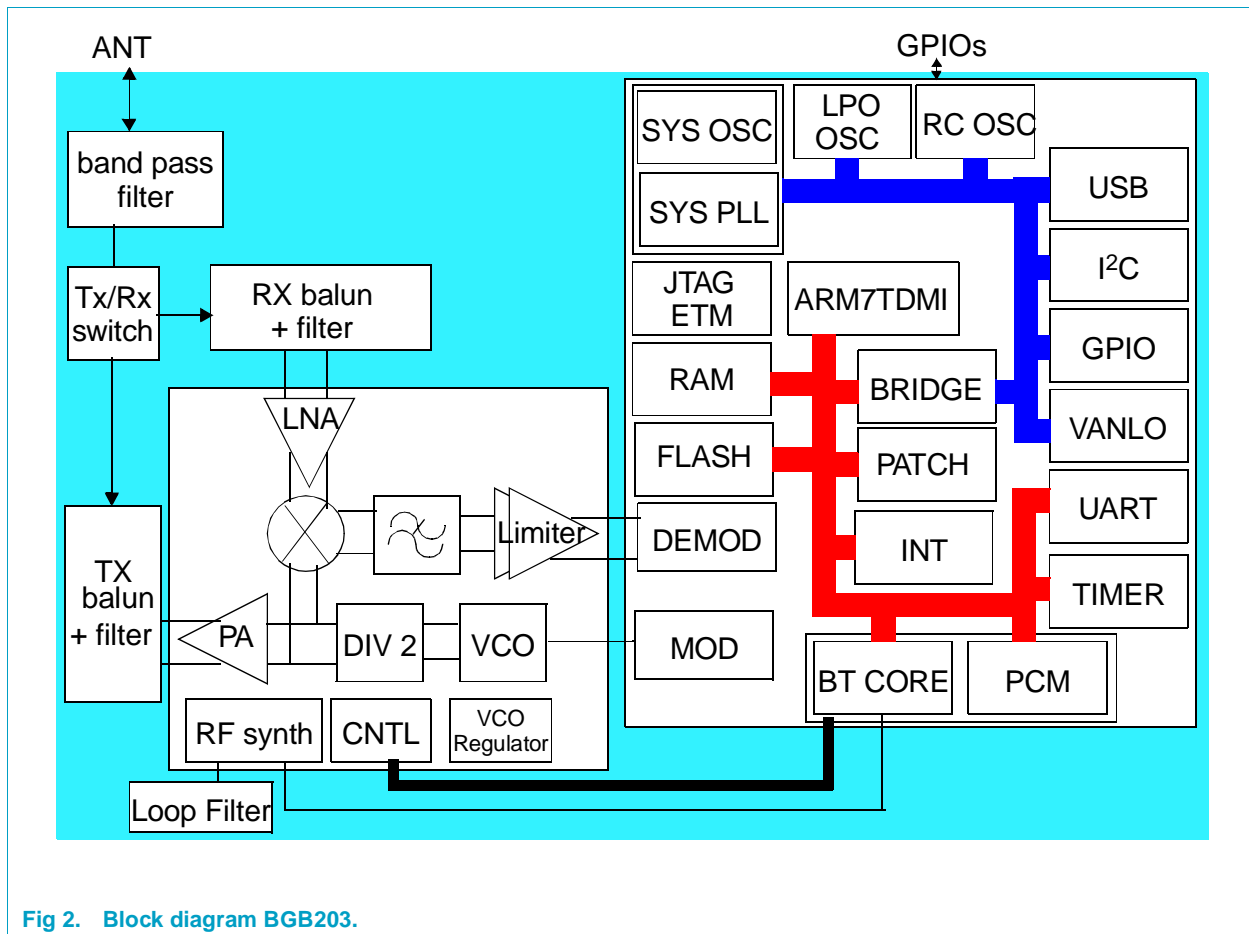 ANT
GPIOs
band pass
filter
Tx/Rx
switch
RX balun
+ filter
LNA
Limiter
TX
balun
+ filter
PA
DIV 2
VCO
RF synth
CNTL
VCO
Regulator
Loop Filter
SYS OSC
SYS PLL
LPO
OSC
RC OSC
JTAG
ETM
ARM7TDMI
RAM
BRIDGE
FLASH
PATCH
DEMOD
INT
MOD
BT CORE
PCM
USB
I²C
GPIO
VANLO
UART
TIMER
Fig 2. Block diagram BGB203.